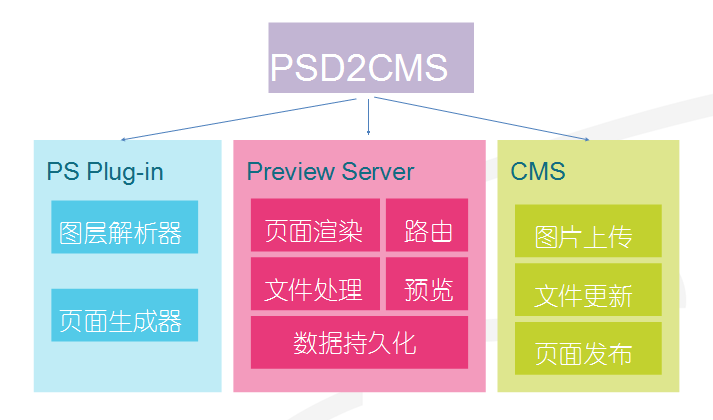 PSD2CMS
PS Plug-in
图层解析器
页面生成器
Preview Server
页面渲染
路由
文件处理
预览
数据持久化
CMS
图片上传
文件更新
页面发布